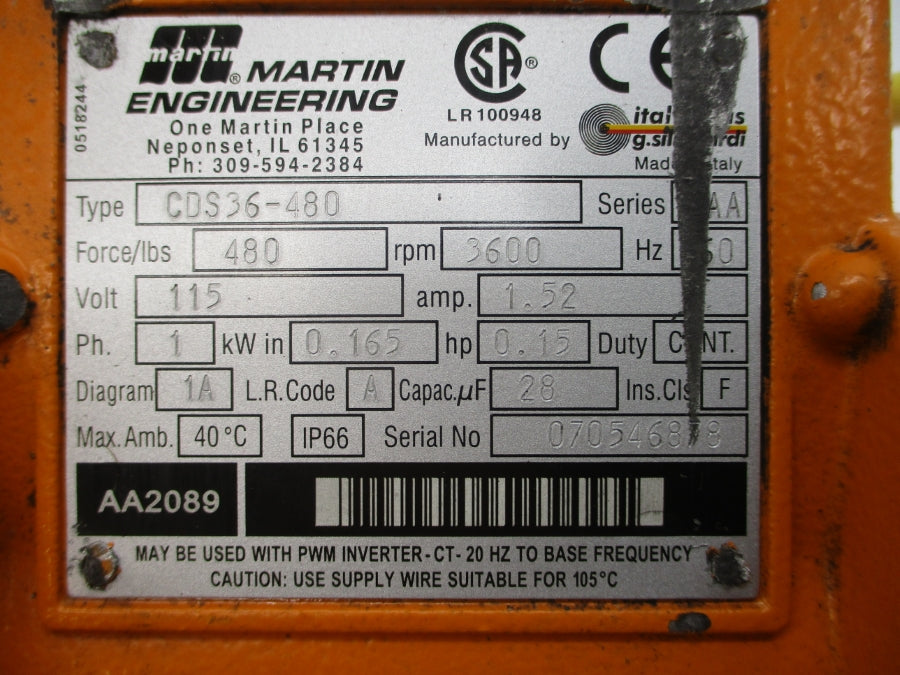 martin
® MARTIN
ENGINEERING
One Martin Place
Neponset, IL 61345
Ph: 309-594-2384
0518244
CSA ®
LR 100948
Manufactured by
Made Italy
Type CDS36-480 Series
Force/lbs 480 rpm 3600 Hz
Volt 115 amp. 1.52
Ph. 1 kW in 0.165 hp 0.15 Duty CONT.
Diagram 1A L.R.Code A Capac.µF 28 Ins.Cls F
Max.Amb. 40°C IP66 Serial No
AA2089
MAY BE USED WITH PWM INVERTER-CT-20 HZ TO BASE FREQUENCY
CAUTION: USE SUPPLY WIRE SUITABLE FOR 105°C